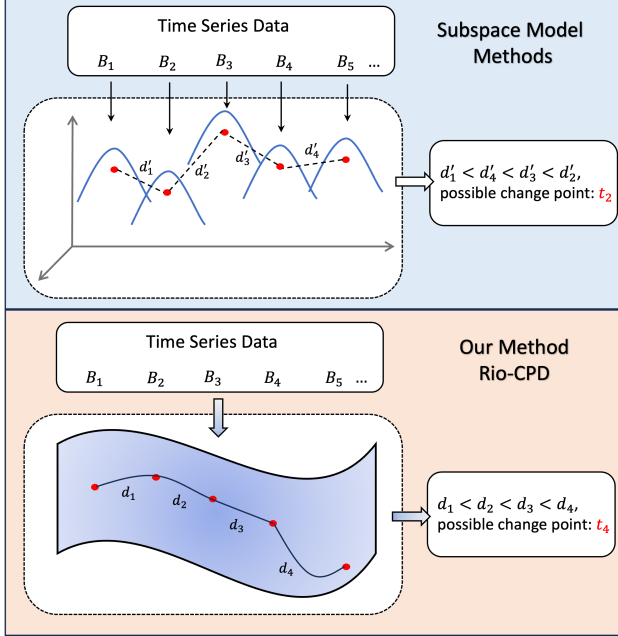 Time Series Data
B₁ B₂ B₃ B₄ B₅ ...
Subspace Model
Methods
d′₁ d′₂ d′₃ d′₄
d′₁ < d′₄ < d′₃ < d′₂,
possible change point: t₂
Time Series Data
B₁ B₂ B₃ B₄ B₅ ...
Our Method
Rio-CPD
d₁ d₂ d₃ d₄
d₁ < d₂ < d₃ < d₄,
possible change point: t₄